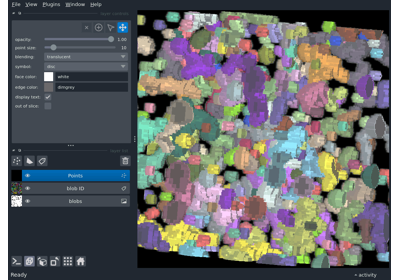 File View Plugins Window Help
opacity: 1.00
point size: 10
blending: translucent
symbol: disc
face color: white
edge color: dimgrey
display text:
out of slice:
Points
blob ID
blobs
Ready
activity